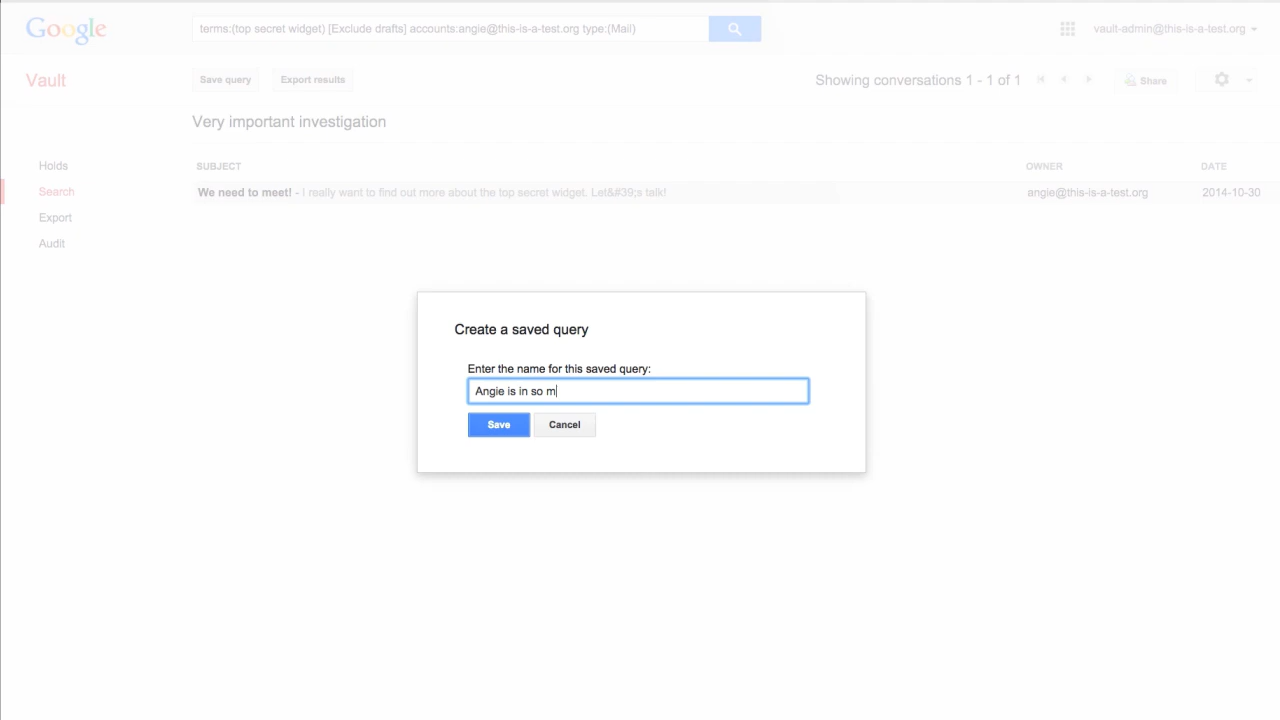 Google
terms:(top secret widget) [Exclude drafts] accounts:angie@this-is-a-test.org type:(Mail)
vault-admin@this-is-a-test.org
Vault
Save query
Export results
Showing conversations 1 - 1 of 1
Share
Very important investigation
Holds
Search
Export
Audit
SUBJECT OWNER DATE
We need to meet! - I really want to find out more about the top secret widget. Let&#39;s talk! angie@this-is-a-test.org 2014-10-30
Create a saved query
Enter the name for this saved query:
Angie is in so m
Save Cancel